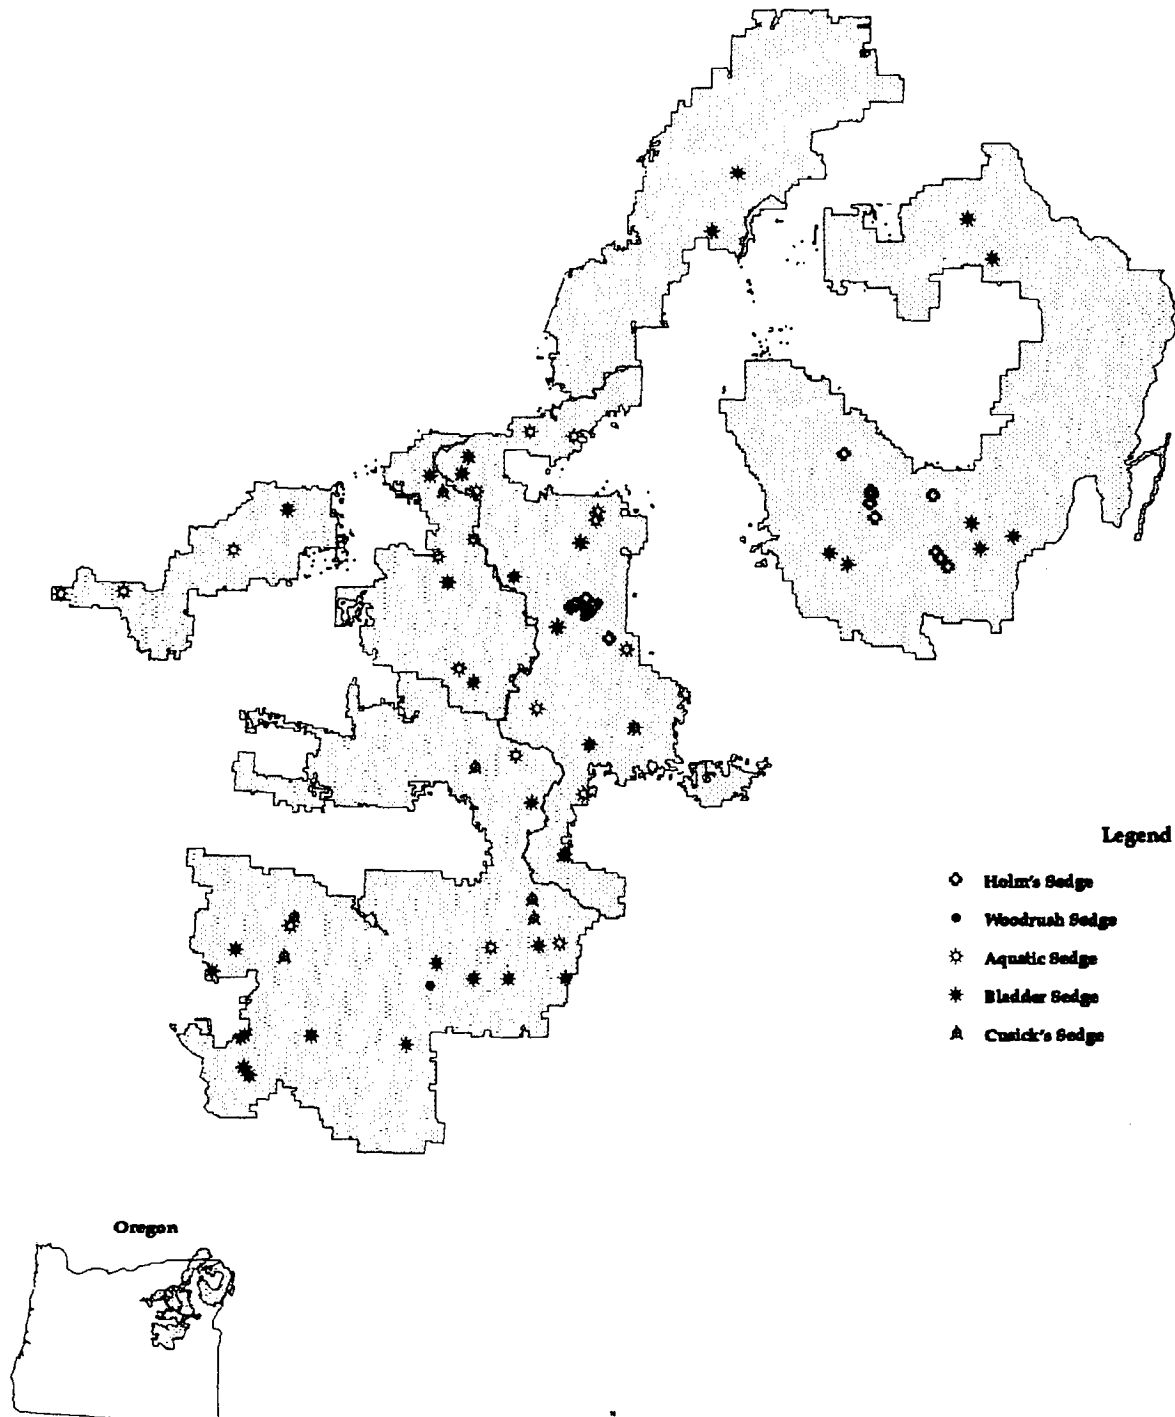 Legend
Holm's Sedge
Woodrush Sedge
Aquatic Sedge
Bladder Sedge
Cusick's Sedge
Oregon